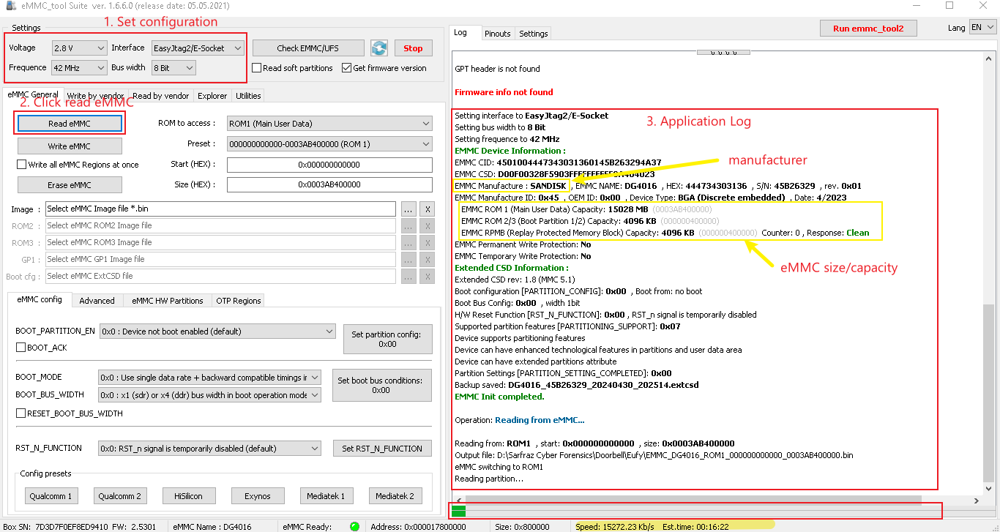 eMMC_tool Suite ver. 1.6.6.0 (release date: 05.05.2021)
1. Set configuration
Settings
Voltage 2.8 V Interface EasyJtag2/E-Socket Check EMMC/UFS Stop
Frequence 42 MHz Bus width 8 Bit Read soft partitions Get firmware version
eMMC General Write by vendor Read by vendor Explorer Utilities
2. Click read eMMC
Read eMMC ROM to access : ROM1 (Main User Data)
Write eMMC Preset : 000000000000-0003AB400000 (ROM 1)
Write all eMMC Regions at once Start (HEX) : 0x000000000000
Erase eMMC Size (HEX) : 0x0003AB400000
Image : Select eMMC Image file *.bin ... X
ROM2 : Select eMMC ROM2 Image file ... X
ROM3 : Select eMMC ROM3 Image file ... X
GP1 : Select eMMC GP1 Image file ... X
Boot cfg : Select eMMC ExtCSD file ... X
eMMC config Advanced eMMC HW Partitions OTP Regions
BOOT_PARTITION_EN 0x0 : Device not boot enabled (default) Set partition config:
0x00
BOOT_ACK
BOOT_MODE 0x0 : Use single data rate + backward compatible timings ir Set boot bus conditions:
0x00
BOOT_BUS_WIDTH 0x0 : x1 (sdr) or x4 (ddr) bus width in boot operation mode
RESET_BOOT_BUS_WIDTH
RST_N_FUNCTION 0x0: RST_n signal is temporarily disabled (default) Set RST_N_FUNCTION
Config presets
Qualcomm 1 Qualcomm 2 HiSilicon Exynos Mediatek 1 Mediatek 2
Log Pinouts Settings Run emmc_tool2 Lang EN
GPT header is not found
Firmware info not found
3. Application Log
Setting interface to EasyJtag2/E-Socket
Setting bus width to 8 Bit
Setting frequency to 42 MHz
EMMC Device Information :
EMMC CID: 4501004447343031360145B263294A37
manufacturer
EMMC CSD: D00F00328F5903
EMMC Manufacture : SANDISK , EMMC NAME: DG4016 , HEX: 444734303136 , S/N: 45B26329 , rev. 0x01
EMMC Manufacture ID: 0x45 , OEM ID: 0x00 , Device Type: BGA (Discrete embedded) , Date: 4/2023
EMMC ROM 1 (Main User Data) Capacity: 15028 MB (0003AB400000)
EMMC ROM 2/3 (Boot Partition 1/2) Capacity: 4096 KB (000000400000)
EMMC RPMB (Replay Protected Memory Block) Capacity: 4096 KB (000000400000) Counter: 0 , Response: Clean
EMMC Permanent Write Protection: No
EMMC Temporary Write Protection: No
eMMC size/capacity
Extended CSD Information :
Extended CSD rev: 1.8 (MMC 5.1)
Boot configuration [PARTITION_CONFIG]: 0x00 , Boot from: no boot
Boot Bus Config: 0x00 , width 1bit
H/W Reset Function [RST_N_FUNCTION]: 0x00 , RST_n signal is temporarily disabled
Supported partition features [PARTITIONING_SUPPORT]: 0x07
Device supports partitioning features
Device can have enhanced technological features in partitions and user data area
Device can have extended partitions attribute
Partition Settings [PARTITION_SETTING_COMPLETED]: 0x00
Backup saved: DG4016_45B26329_20240430_202514.extcsd
EMMC Init completed.
Operation: Reading from eMMC...
Reading from: ROM1 , start: 0x000000000000 , size: 0x0003AB400000
Output file: D:\Sarfraz Cyber Forensics\Doorbell\Eufy\EMMC_DG4016_ROM1_000000000000_0003AB400000.bin
eMMC switching to ROM1
Reading partition...
Box SN: 7D3D7F0EF8ED9410 FW: 2.5301 eMMC Name : DG4016 eMMC Ready: Address: 0x000017800000 Size: 0x800000 Speed: 15272.23 Kb/s Est.time: 00:16:22